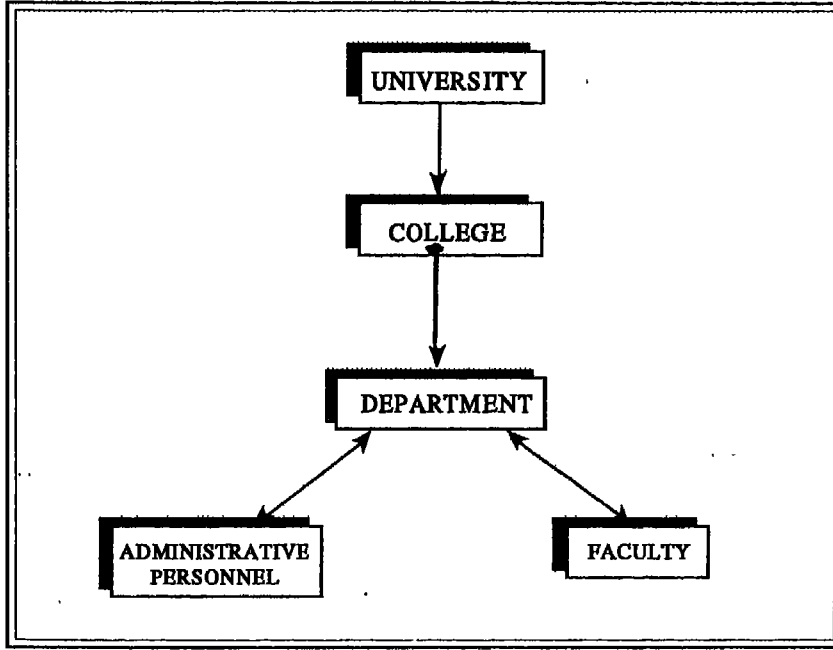 UNIVERSITY
COLLEGE
DEPARTMENT
ADMINISTRATIVE
PERSONNEL
FACULTY